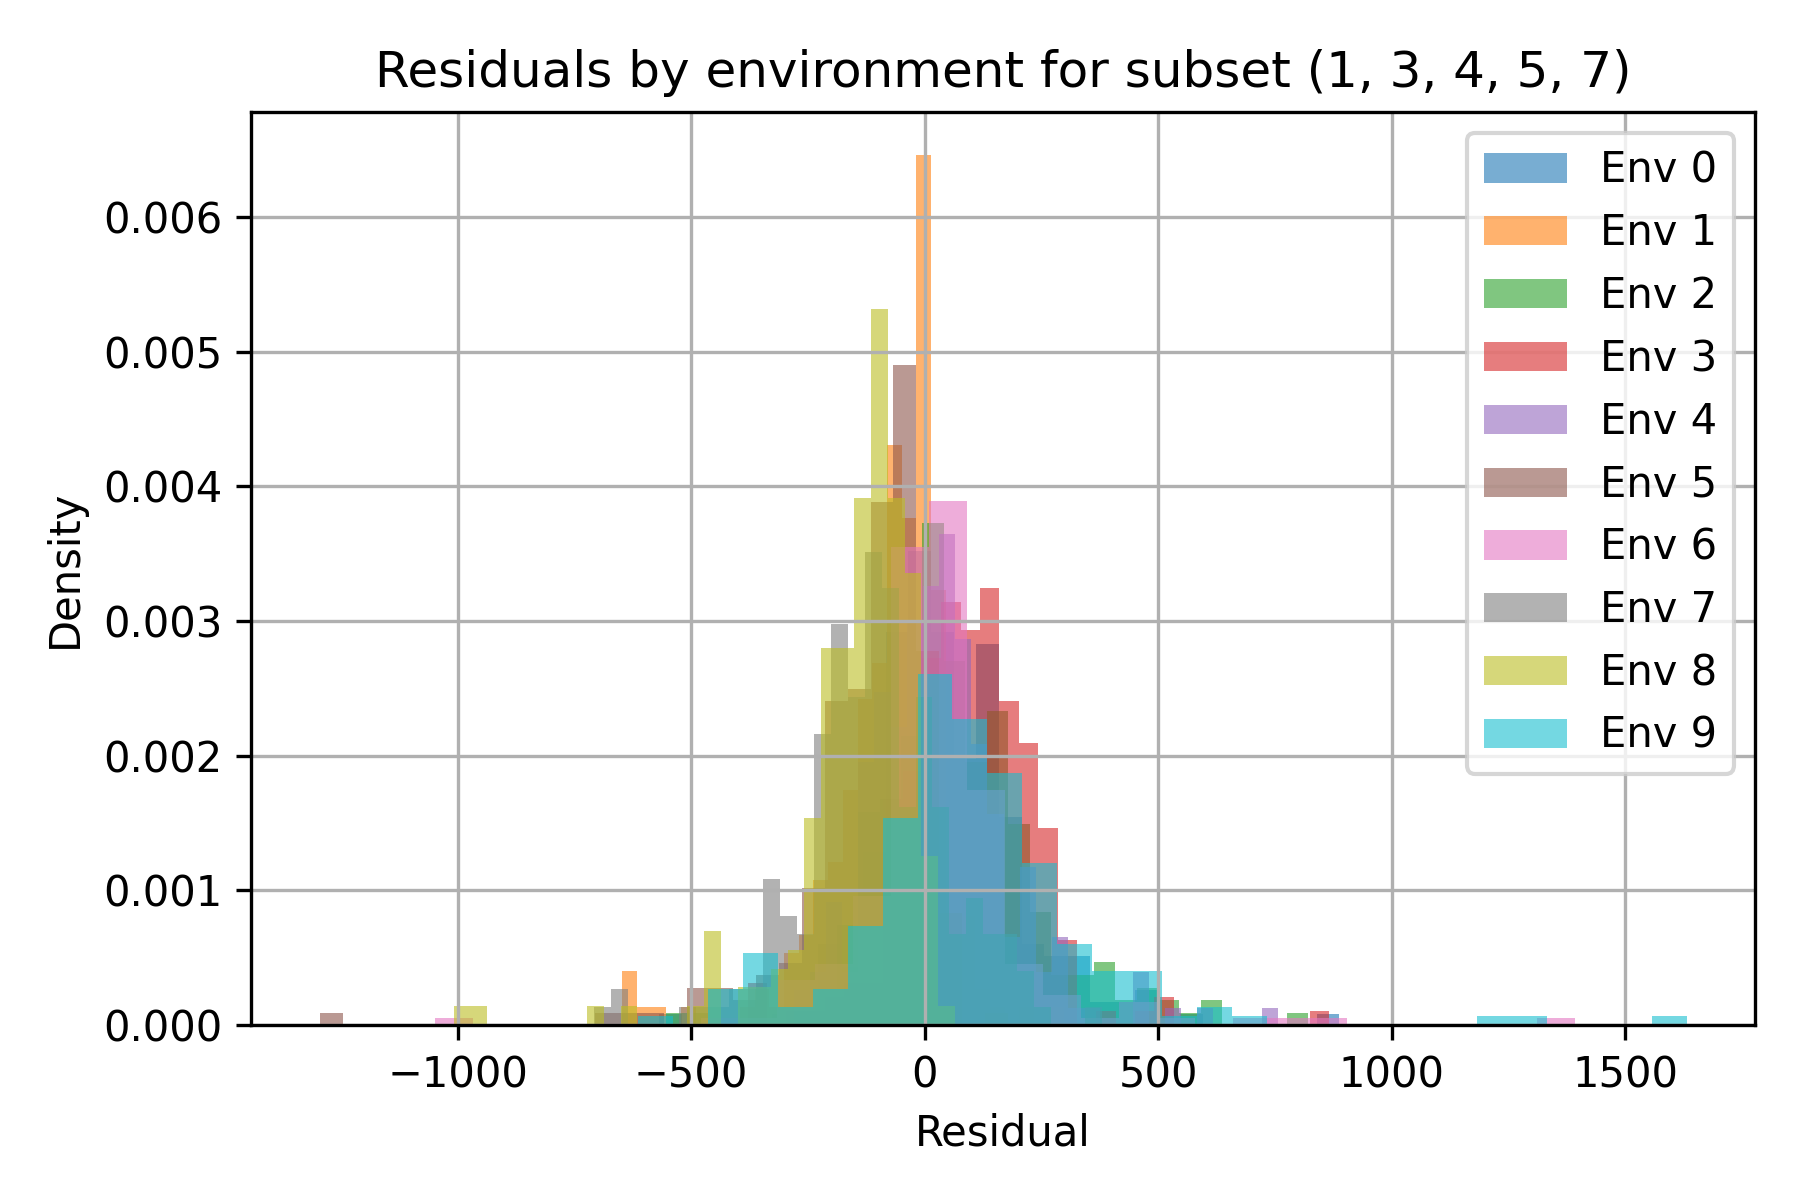 Residuals by environment for subset (1, 3, 4, 5, 7)
Env 0
Env 1
Env 2
Env 3
Env 4
Env 5
Env 6
Env 7
Env 8
Env 9
Density
0.006
0.005
0.004
0.003
0.002
0.001
0.000
−1000 −500 0 500 1000 1500
Residual